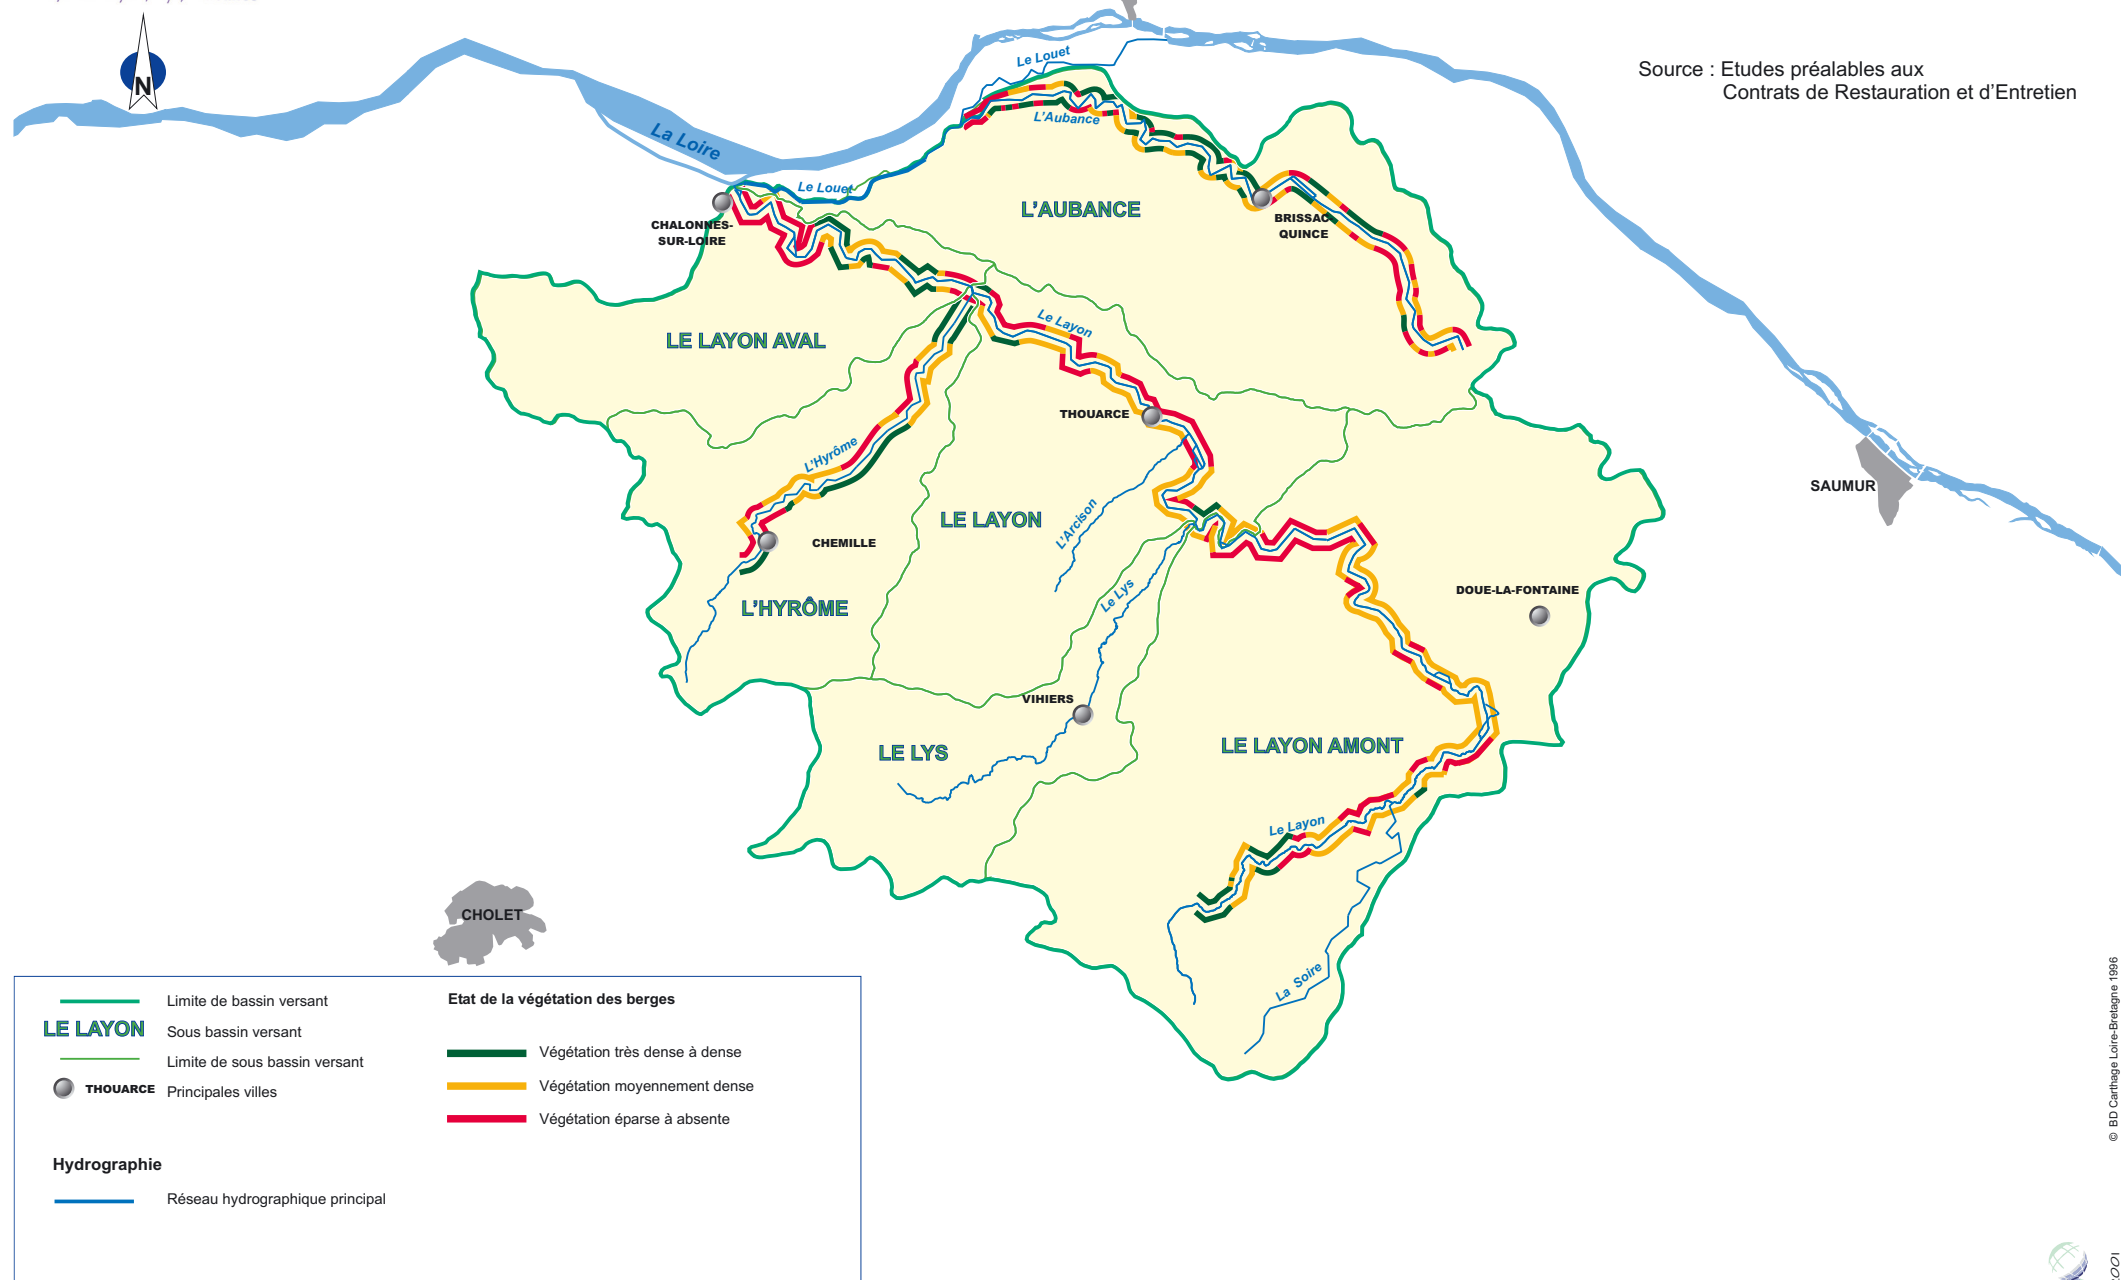 N
Source : Etudes préalables aux
Contrats de Restauration et d'Entretien
Le Louet
L'Aubance
La Loire
Le Louet
CHALONNES-
SUR-LOIRE
L'AUBANCE
BRISSAC
QUINCE
LE LAYON AVAL
Le Layon
THOUARCE
L'Hyrôme
SAUMUR
LE LAYON
L'Arcison
CHEMILLE
L'HYRÔME
Le Lys
DOUE-LA-FONTAINE
VIHIERS
LE LYS
LE LAYON AMONT
Le Layon
CHOLET
La Soire
Limite de bassin versant
LE LAYON Sous bassin versant
Limite de sous bassin versant
THOUARCE Principales villes
Hydrographie
Réseau hydrographique principal
Etat de la végétation des berges
Végétation très dense à dense
Végétation moyennement dense
Végétation éparse à absente
© BD Carthage Loire-Bretagne 1996